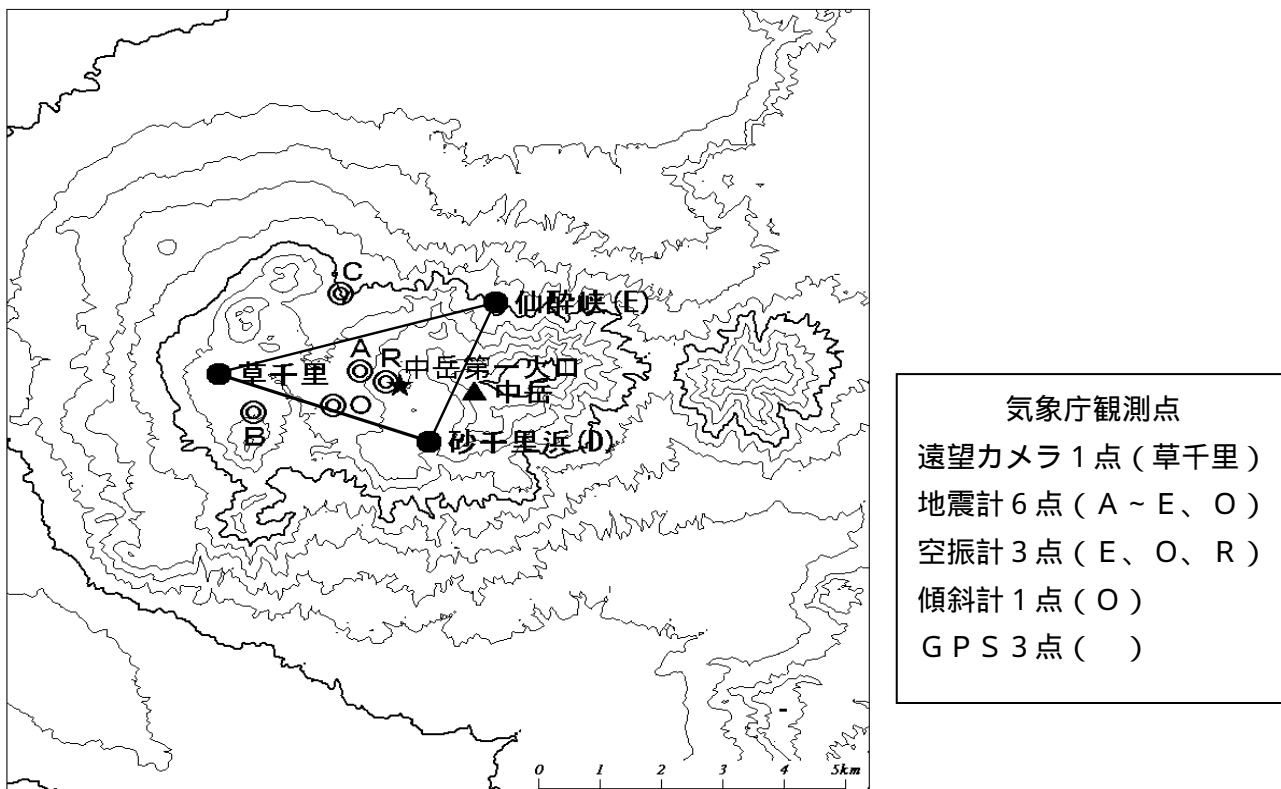 C
仙酔峡(E)
A
R
中岳第一火口
草千里
中岳
O
B
砂千里浜(D)
0 1 2 3 4 5km
気象庁観測点
遠望カメラ1点(草千里)
地震計6点(A~E、O)
空振計3点(E、O、R)
傾斜計1点(O)
GPS3点( )